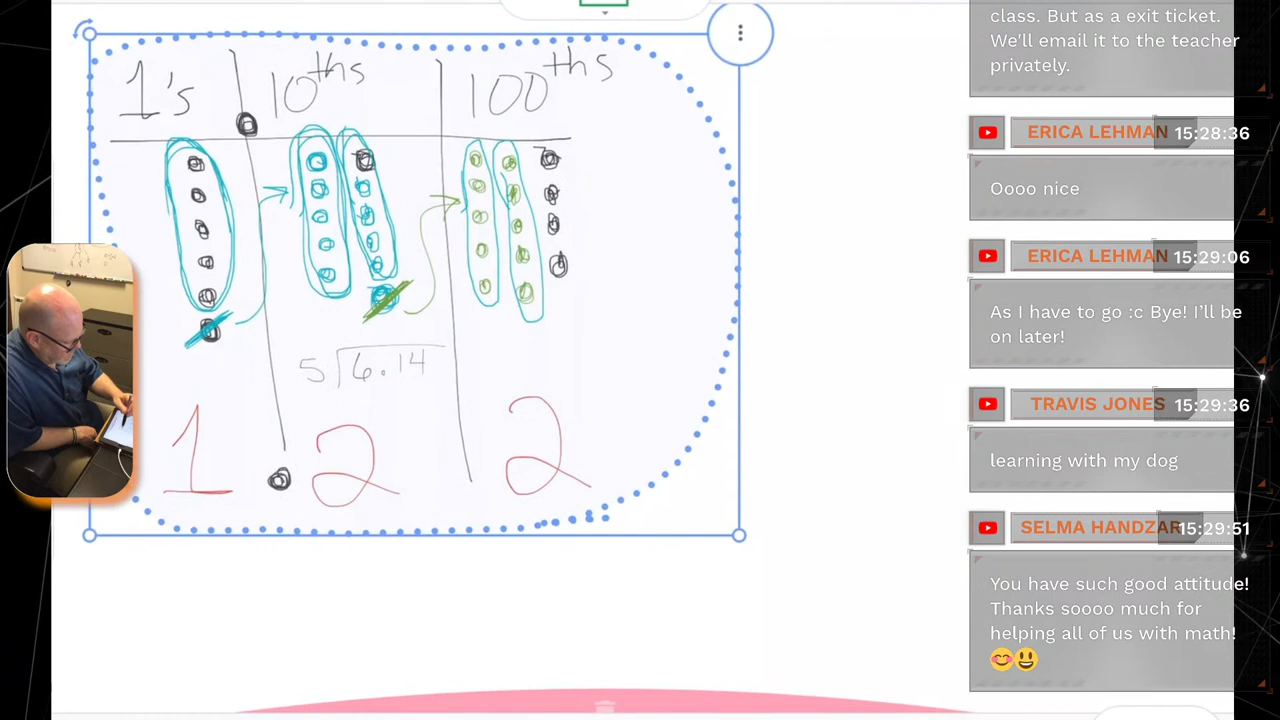 1's 10ths 100ths
5 6.14
1 . 2 2
class. But as a exit ticket.
We'll email it to the teacher
privately.
ERICA LEHMAN 15:28:36
Oooo nice
ERICA LEHMAN 15:29:06
As I have to go :c Bye! I'll be
on later!
TRAVIS JONES 15:29:36
learning with my dog
SELMA HANDZAR 15:29:51
You have such good attitude!
Thanks soooo much for
helping all of us with math!
😊😃